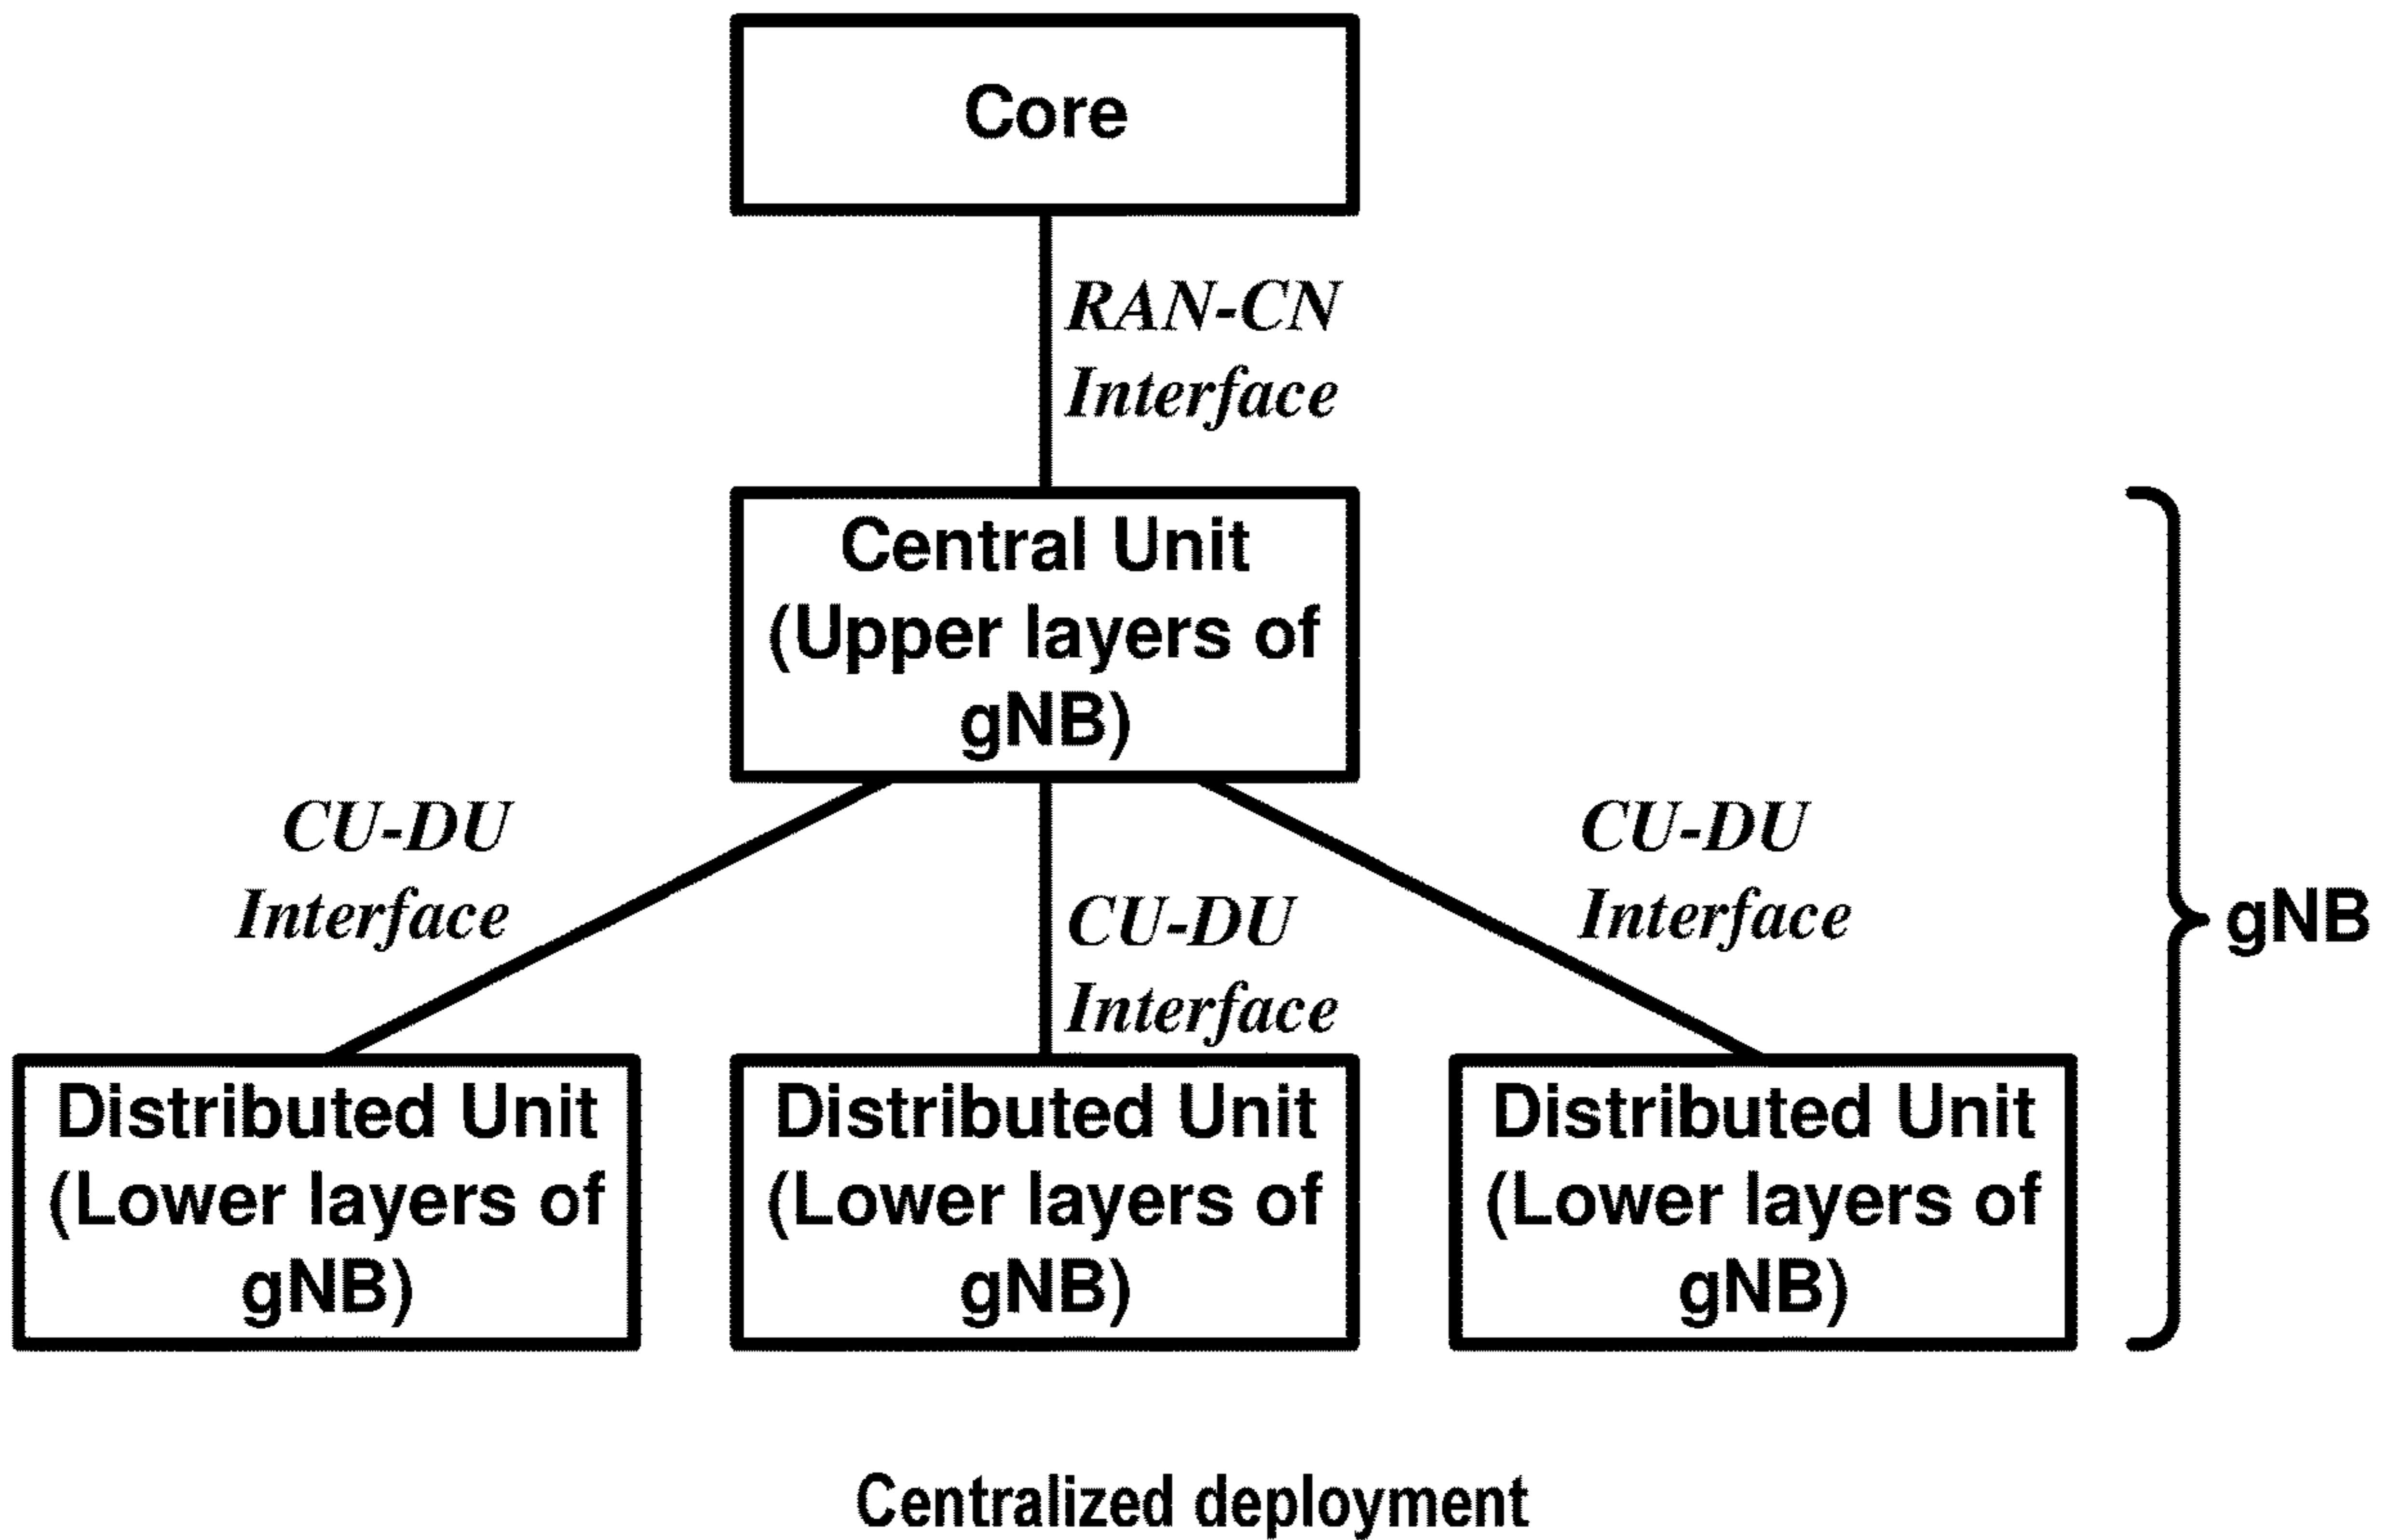 Core
RAN-CN
Interface
Central Unit
(Upper layers of
gNB)
CU-DU
Interface
CU-DU
Interface
CU-DU
Interface
gNB
Distributed Unit
(Lower layers of
gNB)
Distributed Unit
(Lower layers of
gNB)
Distributed Unit
(Lower layers of
gNB)
Centralized deployment